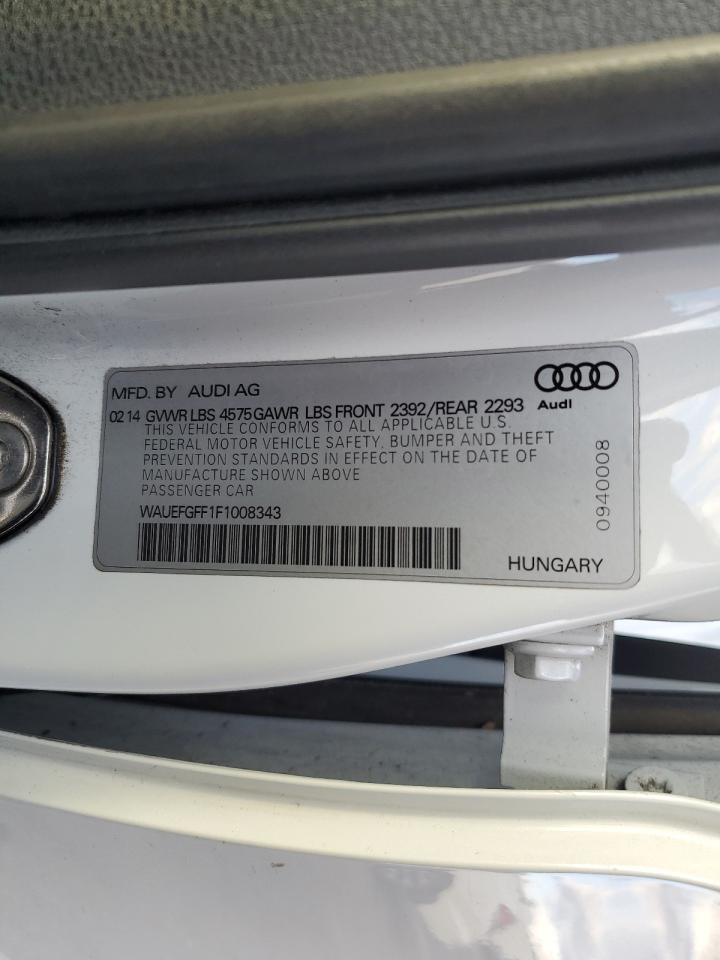 MFD. BY AUDI AG
02 14 GVWR LBS 4575 GAWR LBS FRONT 2392/REAR 2293
Audi
THIS VEHICLE CONFORMS TO ALL APPLICABLE U.S.
FEDERAL MOTOR VEHICLE SAFETY, BUMPER AND THEFT
PREVENTION STANDARDS IN EFFECT ON THE DATE OF
MANUFACTURE SHOWN ABOVE
PASSENGER CAR
WAUEFGFF1F1008343
HUNGARY
0940008